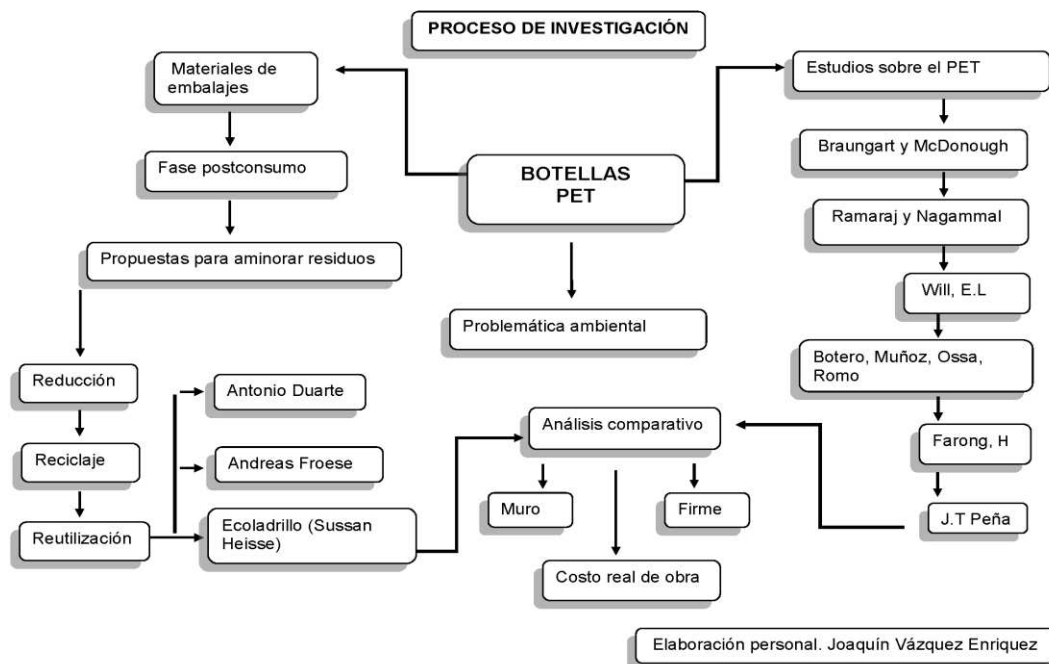 PROCESO DE INVESTIGACIÓN
Materiales de
embalajes
Fase postconsumo
Propuestas para aminorar residuos
Reducción
Reciclaje
Reutilización
Antonio Duarte
Andreas Froese
Ecoladrillo (Sussan
Heisse)
BOTELLAS
PET
Problemática ambiental
Análisis comparativo
Muro
Firme
Costo real de obra
Estudios sobre el PET
Braungart y McDonough
Ramaraj y Nagammal
Will, E.L
Botero, Muñoz, Ossa,
Romo
Farong, H
J.T Peña
Elaboración personal. Joaquín Vázquez Enriquez